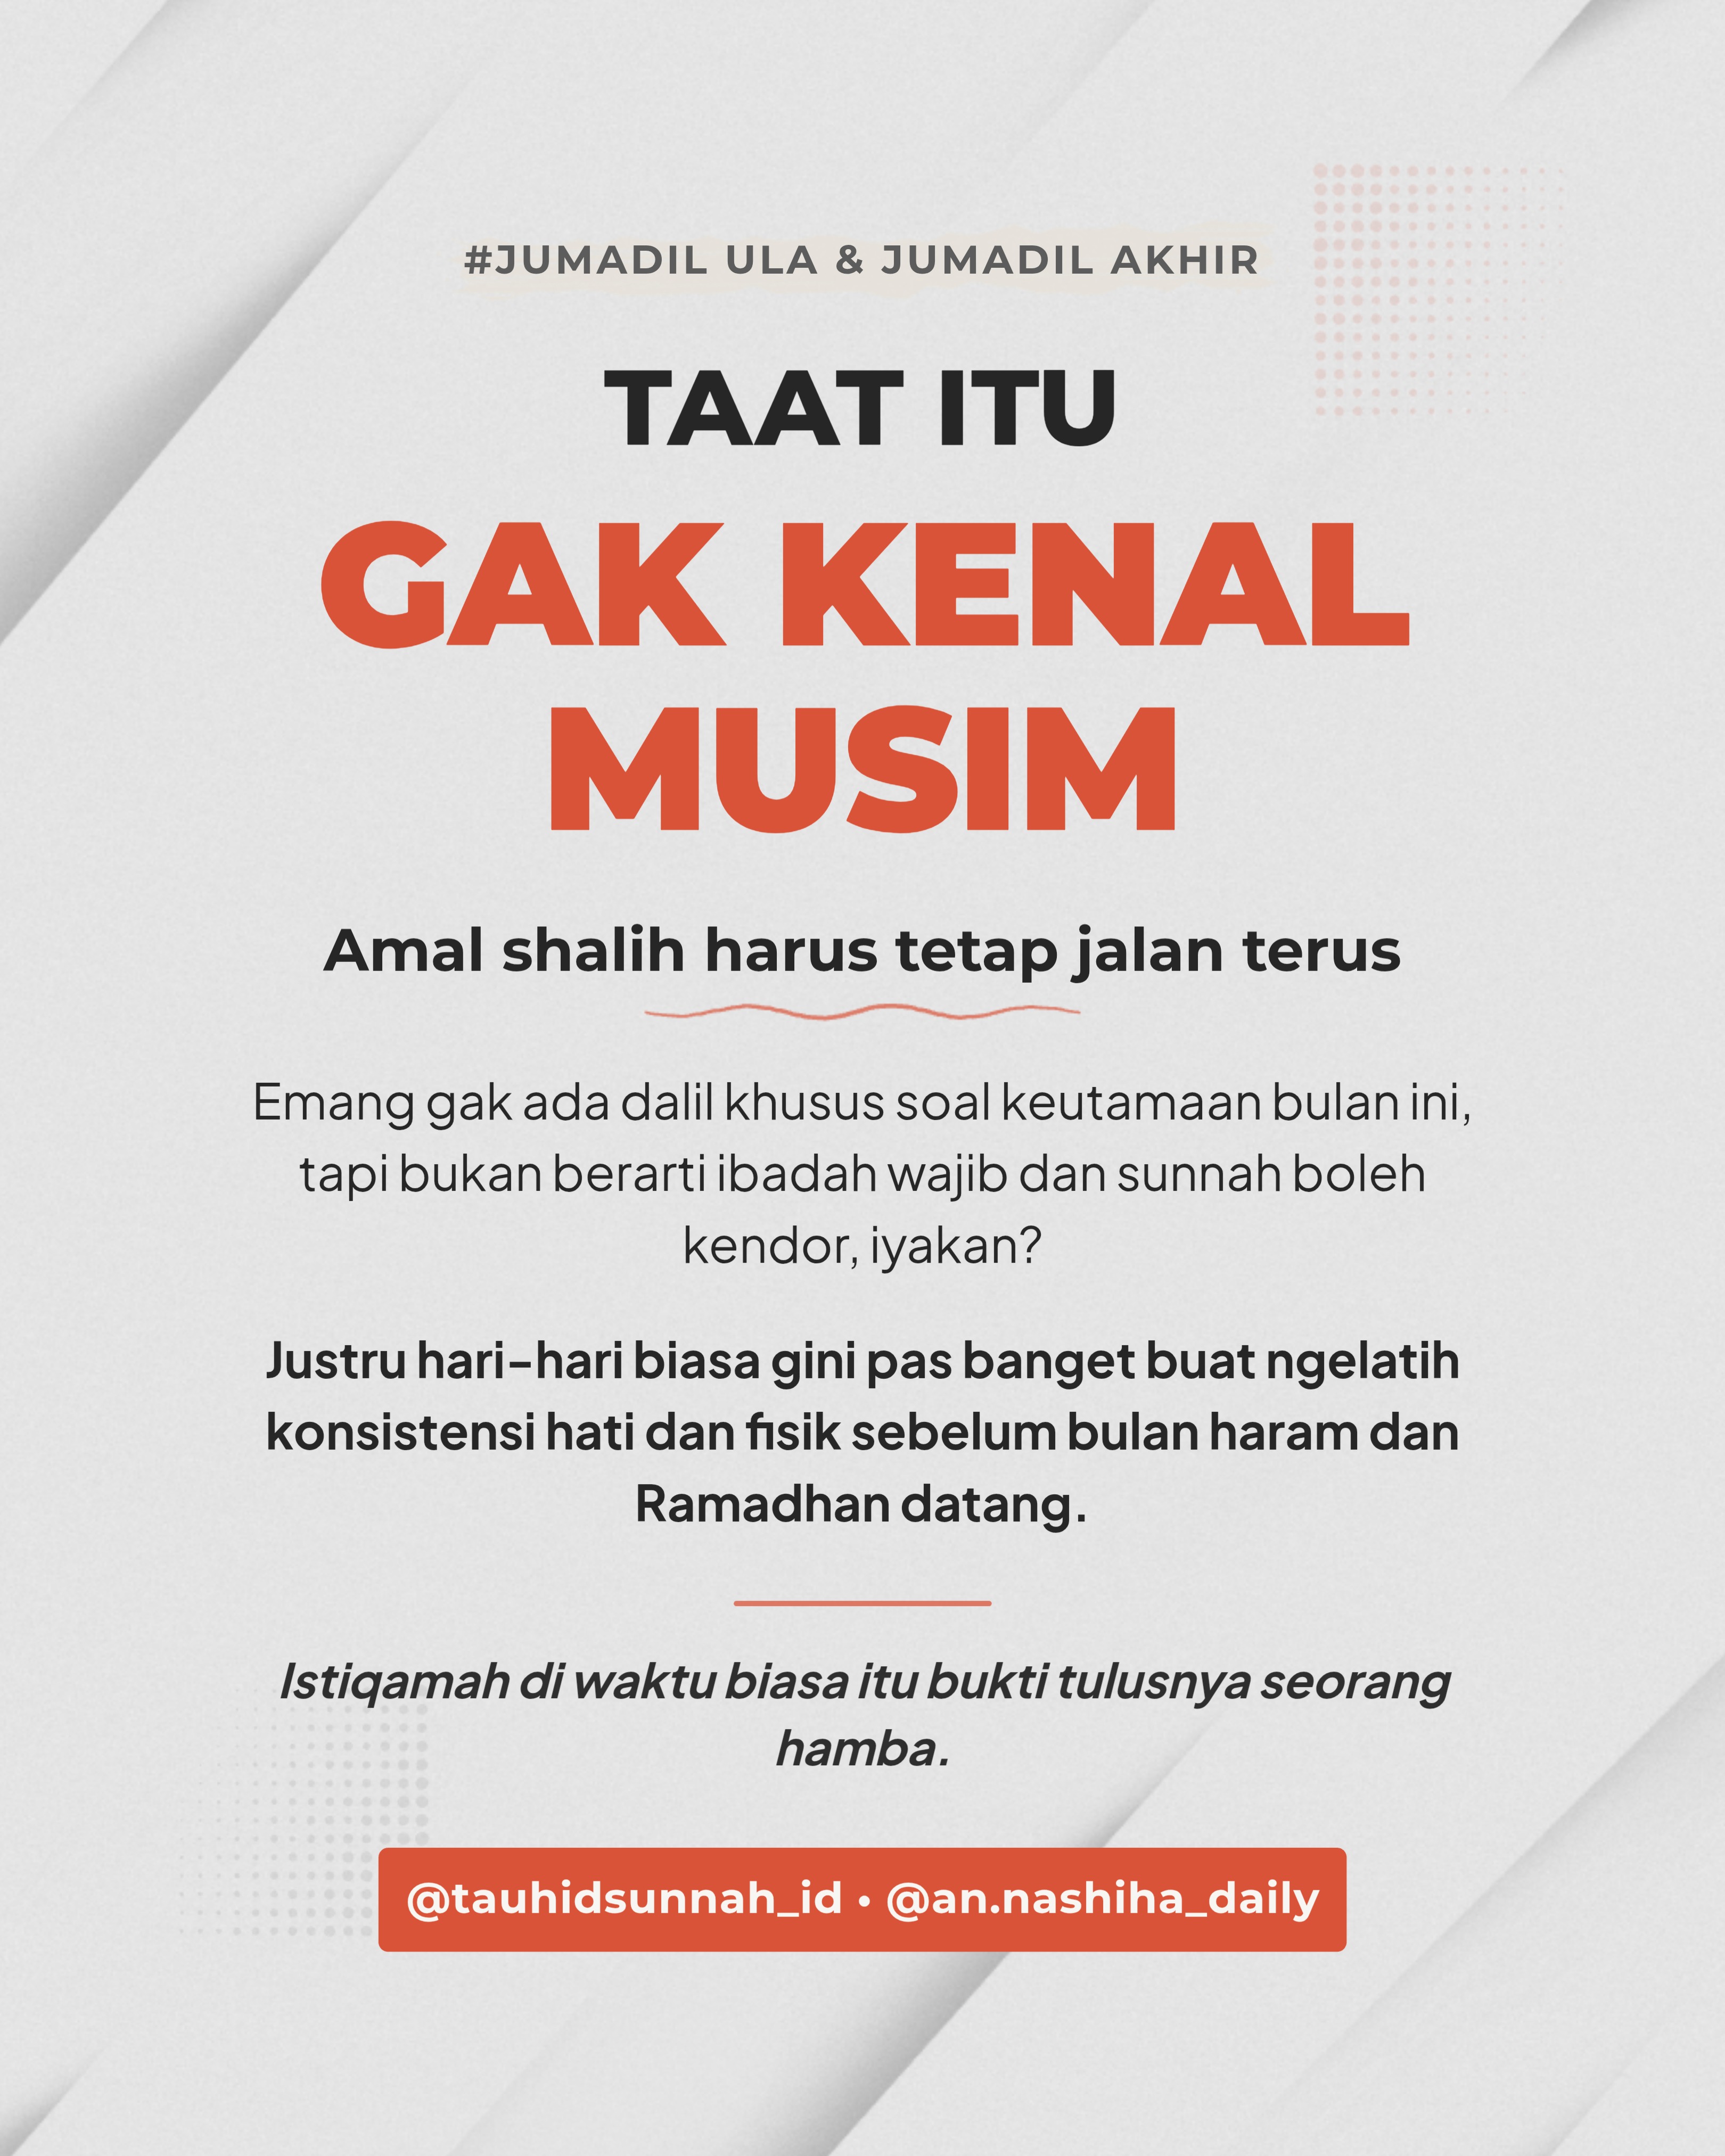 #JUMADIL ULA & JUMADIL AKHIR
TAAT ITU
GAK KENAL
MUSIM
Amal shalih harus tetap jalan terus
Emang gak ada dalil khusus soal keutamaan bulan ini,
tapi bukan berarti ibadah wajib dan sunnah boleh
kendor, iyakan?
Justru hari-hari biasa gini pas banget buat ngelatih
konsistensi hati dan fisik sebelum bulan haram dan
Ramadhan datang.
Istiqamah di waktu biasa itu bukti tulusnya seorang
hamba.
@tauhidsunnah_id • @an.nashiha_daily